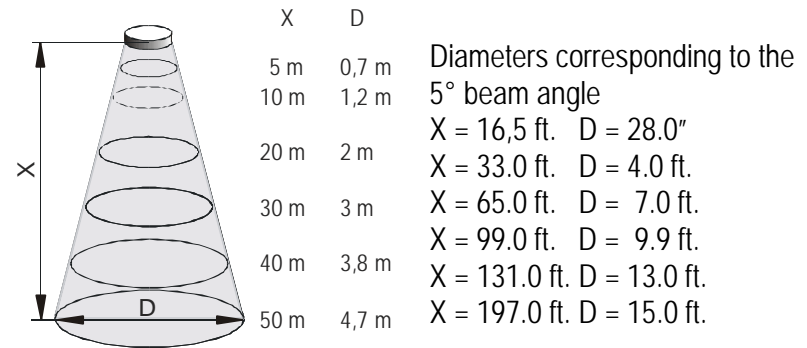 X D
5 m 0,7 m
10 m 1,2 m
20 m 2 m
30 m 3 m
40 m 3,8 m
50 m 4,7 m
X
D
Diameters corresponding to the
5° beam angle
X = 16,5 ft. D = 28.0″
X = 33.0 ft. D = 4.0 ft.
X = 65.0 ft. D = 7.0 ft.
X = 99.0 ft. D = 9.9 ft.
X = 131.0 ft. D = 13.0 ft.
X = 197.0 ft. D = 15.0 ft.